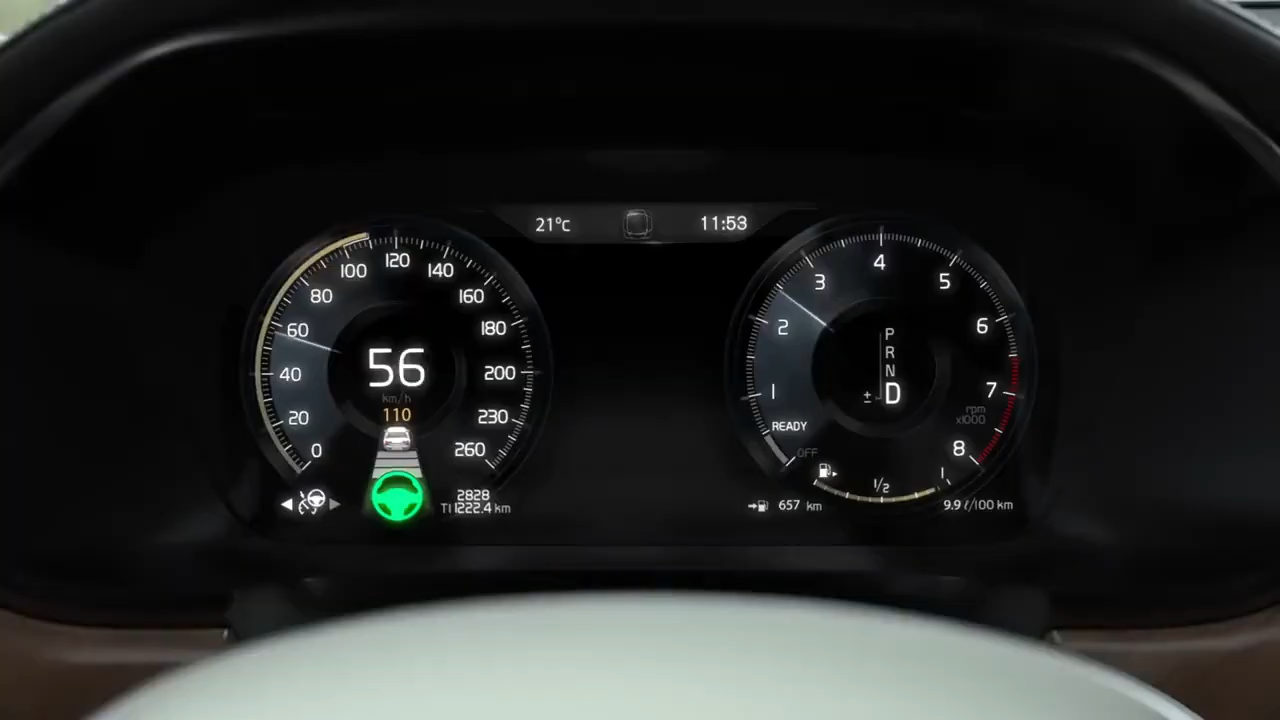 21°C
11:53
0
20
40
60
80
100
120
140
160
180
200
230
260
56
km/h
110
2828
T1 1222.4 km
1
2
3
4
5
6
7
8
rpm
x1000
P
R
N
± D
READY
OFF
1/2
1
657 km
9.9 ℓ/100 km